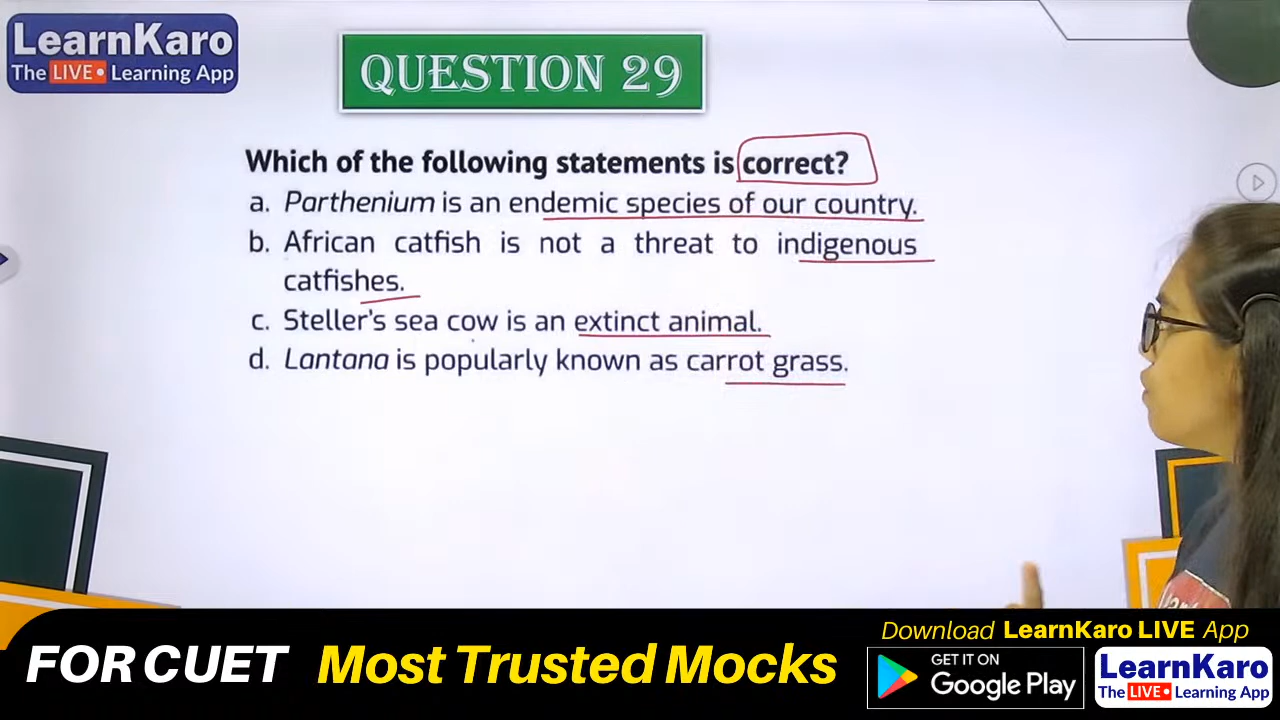 LearnKaro
The LIVE • Learning App
QUESTION 29
Which of the following statements is correct?
a. Parthenium is an endemic species of our country.
b. African catfish is not a threat to indigenous
catfishes.
c. Steller's sea cow is an extinct animal.
d. Lantana is popularly known as carrot grass.
FOR CUET Most Trusted Mocks
Download LearnKaro LIVE App
GET IT ON
Google Play
LearnKaro
The LIVE • Learning App